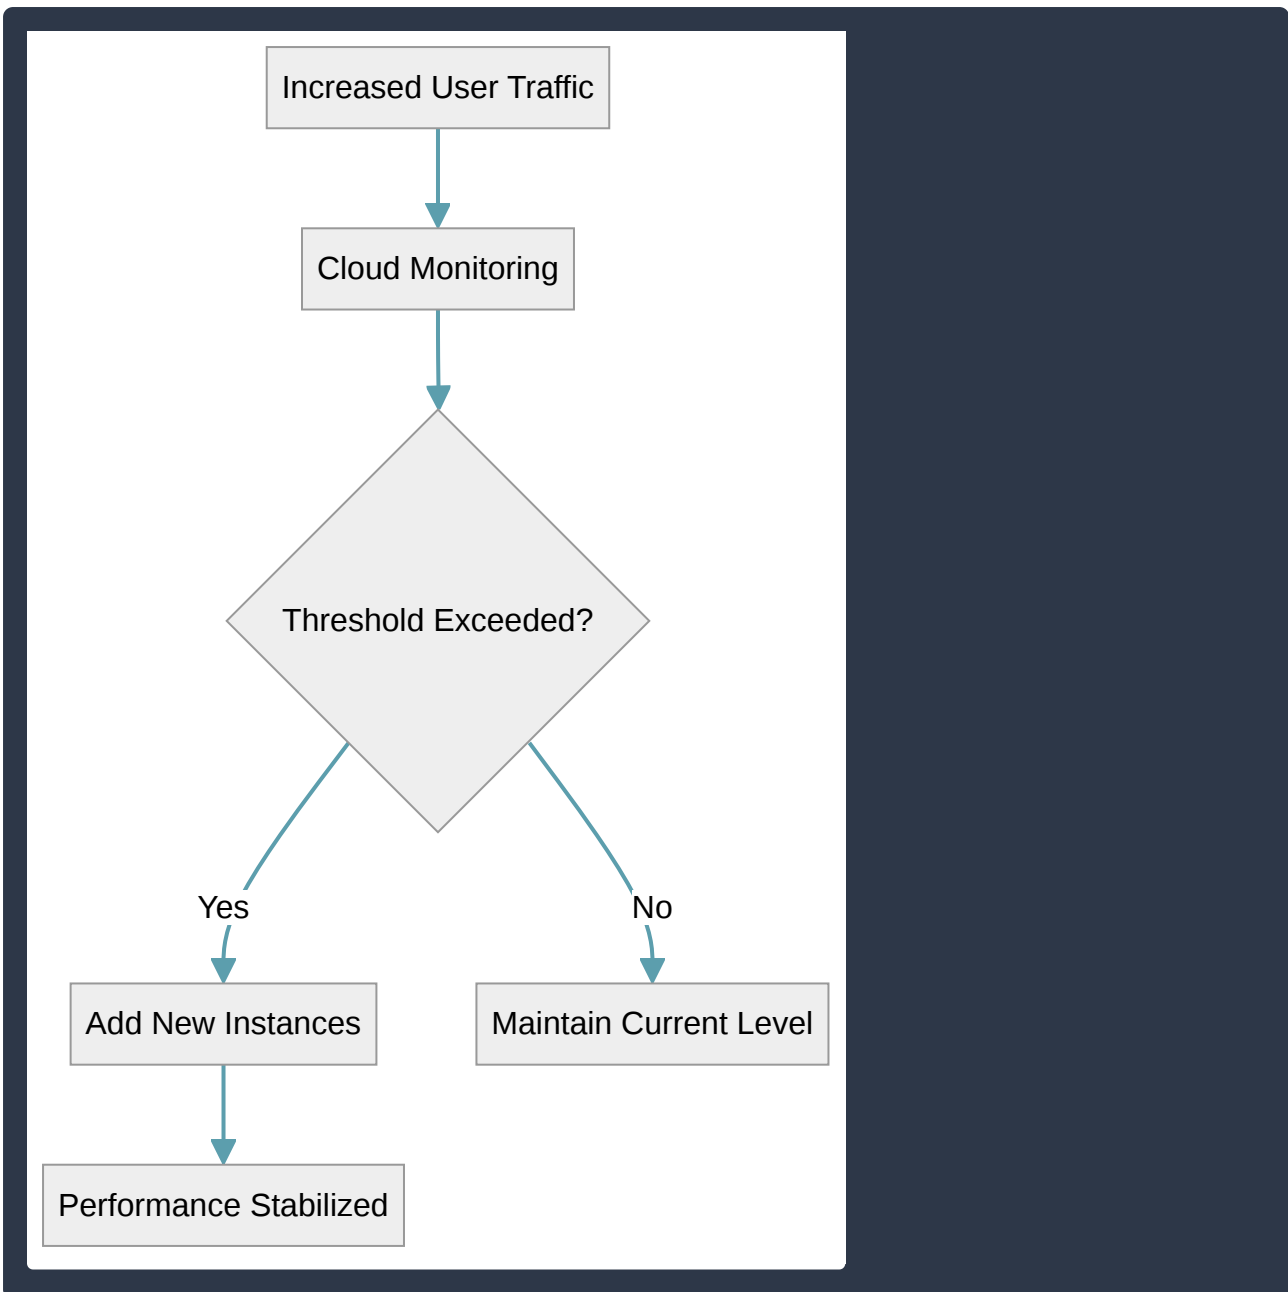 Increased User Traffic
Cloud Monitoring
Threshold Exceeded?
Yes
No
Add New Instances
Maintain Current Level
Performance Stabilized